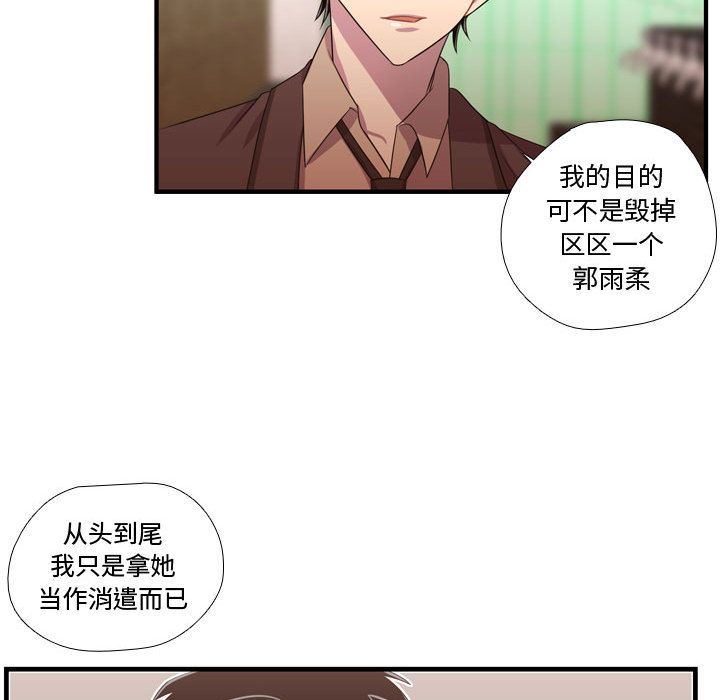 我的目的
可不是毁掉
区区一个
郭雨柔
从头到尾
我只是拿她
当作消遣而已